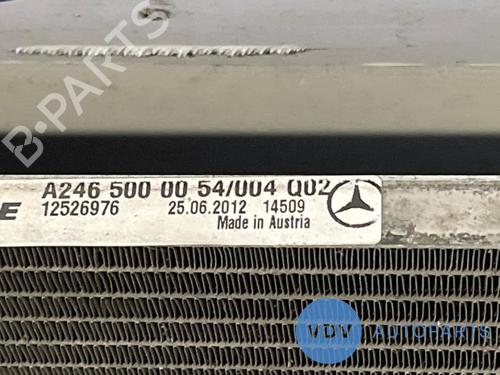 B-PARTS
E
A246 500 00 54/004 Q02
12526976 25.06.2012 14509
Made in Austria
VDV AUTOPARTS